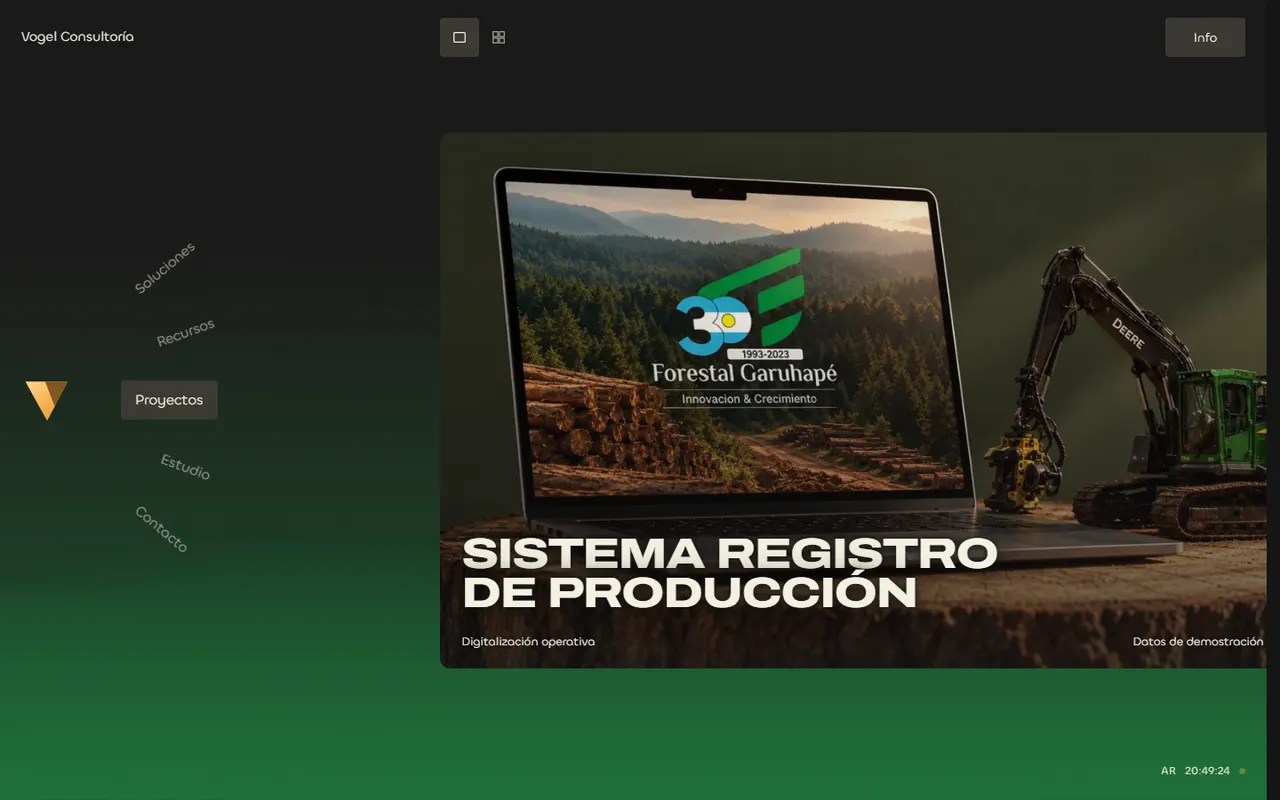 Vogel Consultoría
Info
Soluciones
Recursos
Proyectos
Estudio
Contacto
DEERE
30
1993-2023
Forestal Garuhapé
Innovacion & Crecimiento
SISTEMA REGISTRO
DE PRODUCCIÓN
Digitalización operativa
Datos de demostración
AR 20:49:24